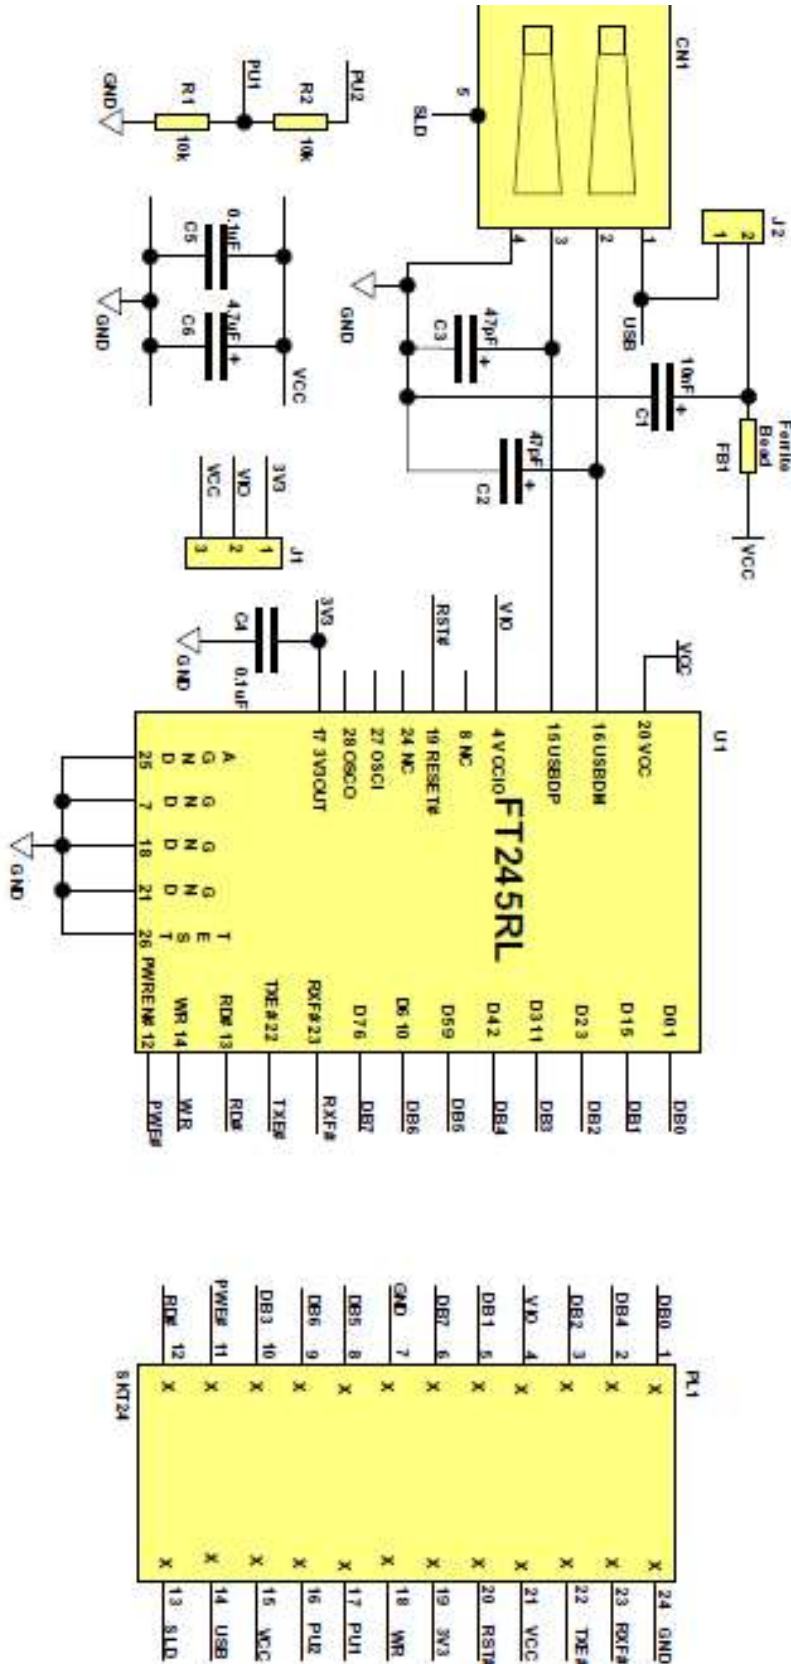 CN1
1
2
3
4
5
SLD
J2
2
1
USB
GND
47pF
C3
10nF
C1
47pF
C2
Ferrite
Bead
FB1
VCC
PU2
PU1
R2
10k
R1
10k
GND
0.1uF
C5
4.7uF
C6
GND
VCC
J1
3V3
VIO
VCC
1
2
3
U1
FT245RL
VCC
VIO
RST#
3V3
C4
0.1uF
GND
20 VCC
16 USBDM
15 USBDP
4 VCCIO
8 NC
19 RESET#
24 NC
27 OSCI
28 OSCO
17 3V3OUT
A G N D 25
G N D 7
G N D 18
G N D 21
T E S T 26
GND
D0 1 DB0
D1 5 DB1
D2 3 DB2
D3 11 DB3
D4 2 DB4
D5 9 DB5
D6 10 DB6
D7 6 DB7
RXF# 23 RXF#
TXE# 22 TXE#
RD# 13 RD#
WR 14 WR
PWREN# 12 PWE#
PL1
SKT24
DB0 1 X X 24 GND
DB4 2 X X 23 RXF#
DB2 3 X X 22 TXE#
VIO 4 X X 21 VCC
DB1 5 X X 20 RST#
DB7 6 X X 19 3V3
GND 7 X X 18 WR
DB5 8 X X 17 PU1
DB6 9 X X 16 PU2
DB3 10 X X 15 VCC
PWE# 11 X X 14 USB
RD# 12 X X 13 SLD